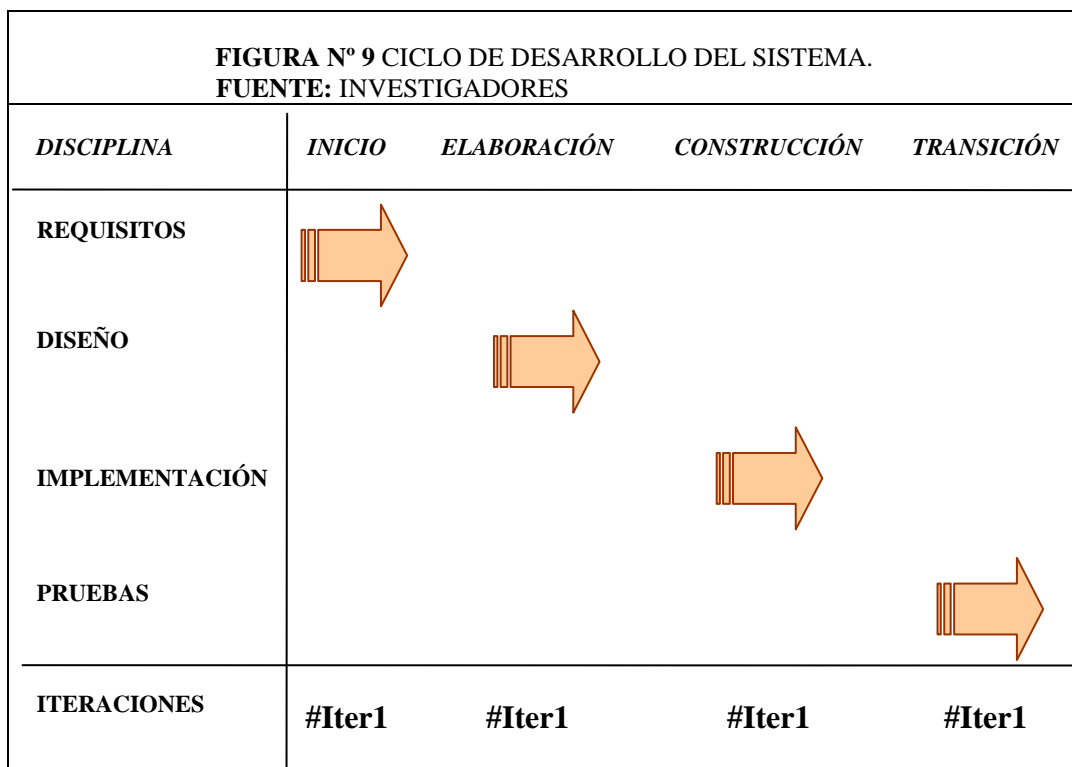 FIGURA Nº 9 CICLO DE DESARROLLO DEL SISTEMA.
FUENTE: INVESTIGADORES
DISCIPLINA INICIO ELABORACIÓN CONSTRUCCIÓN TRANSICIÓN
REQUISITOS
DISEÑO
IMPLEMENTACIÓN
PRUEBAS
ITERACIONES #Iter1 #Iter1 #Iter1 #Iter1